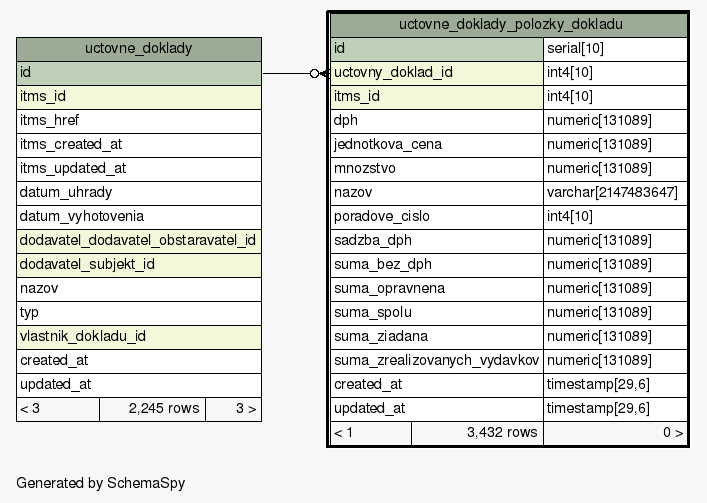 uctovne_doklady
id
itms_id
itms_href
itms_created_at
itms_updated_at
datum_uhrady
datum_vyhotovenia
dodavatel_dodavatel_obstaravatel_id
dodavatel_subjekt_id
nazov
typ
vlastnik_dokladu_id
created_at
updated_at
< 3 2,245 rows 3 >
uctovne_doklady_polozky_dokladu
id serial[10]
uctovny_doklad_id int4[10]
itms_id int4[10]
dph numeric[131089]
jednotkova_cena numeric[131089]
mnozstvo numeric[131089]
nazov varchar[2147483647]
poradove_cislo int4[10]
sadzba_dph numeric[131089]
suma_bez_dph numeric[131089]
suma_opravnena numeric[131089]
suma_spolu numeric[131089]
suma_ziadana numeric[131089]
suma_zrealizovanych_vydavkov numeric[131089]
created_at timestamp[29,6]
updated_at timestamp[29,6]
< 1 3,432 rows 0 >
Generated by SchemaSpy